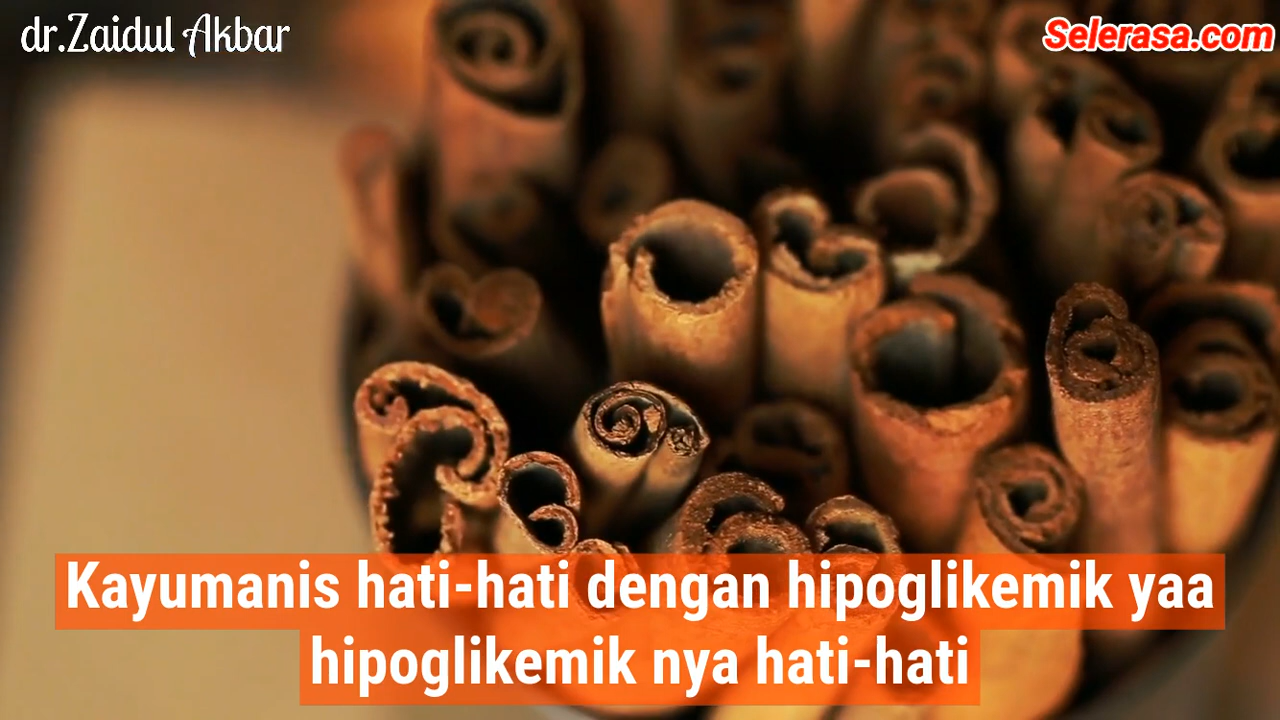 dr.Zaidul Akbar
Selerasa.com
Kayumanis hati-hati dengan hipoglikemik yaa
hipoglikemik nya hati-hati